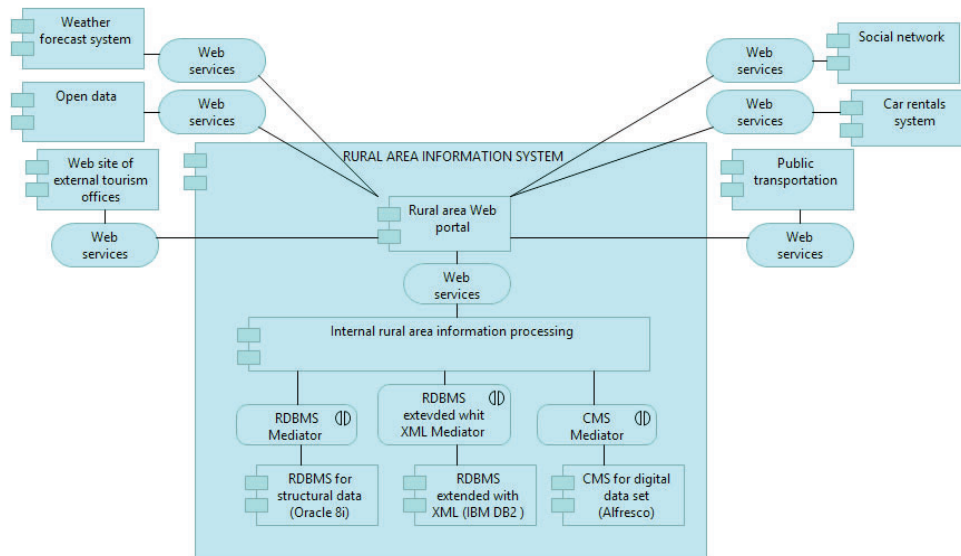 Weather
forecast system
Web
services
Web
services
Social network
Open data
Web
services
Web
services
Car rentals
system
Web site of
external tourism
offices
Web
services
RURAL AREA INFORMATION SYSTEM
Public
transportation
Web
services
Rural area Web
portal
Web
services
Internal rural area information processing
RDBMS
Mediator
RDBMS
extevded whit
XML Mediator
CMS
Mediator
RDBMS for
structural data
(Oracle 8i)
RDBMS
extended with
XML (IBM DB2 )
CMS for digital
data set
(Alfresco)